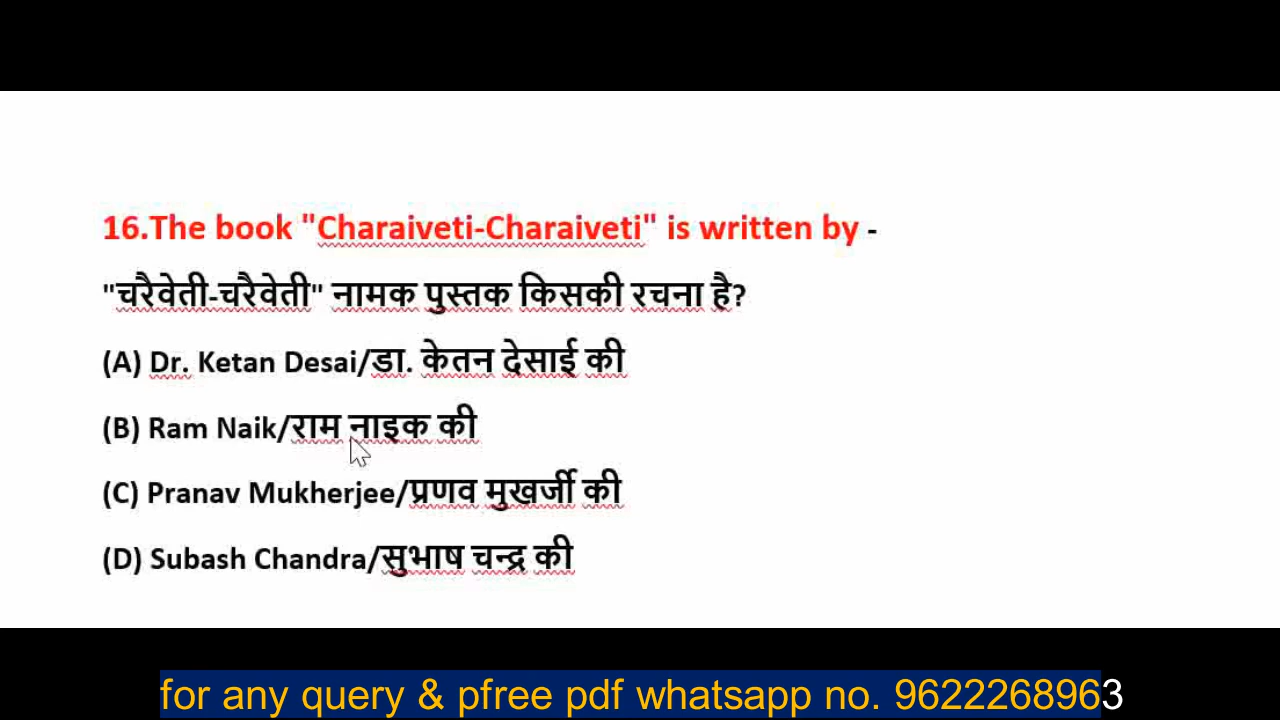 16.The book "Charaiveti-Charaiveti" is written by -
"चरैवेती-चरैवेती" नामक पुस्तक किसकी रचना है?
(A) Dr. Ketan Desai/डा. केतन देसाई की
(B) Ram Naik/राम नाइक की
(C) Pranav Mukherjee/प्रणव मुखर्जी की
(D) Subash Chandra/सुभाष चन्द्र की
for any query & pfree pdf whatsapp no. 9622268963